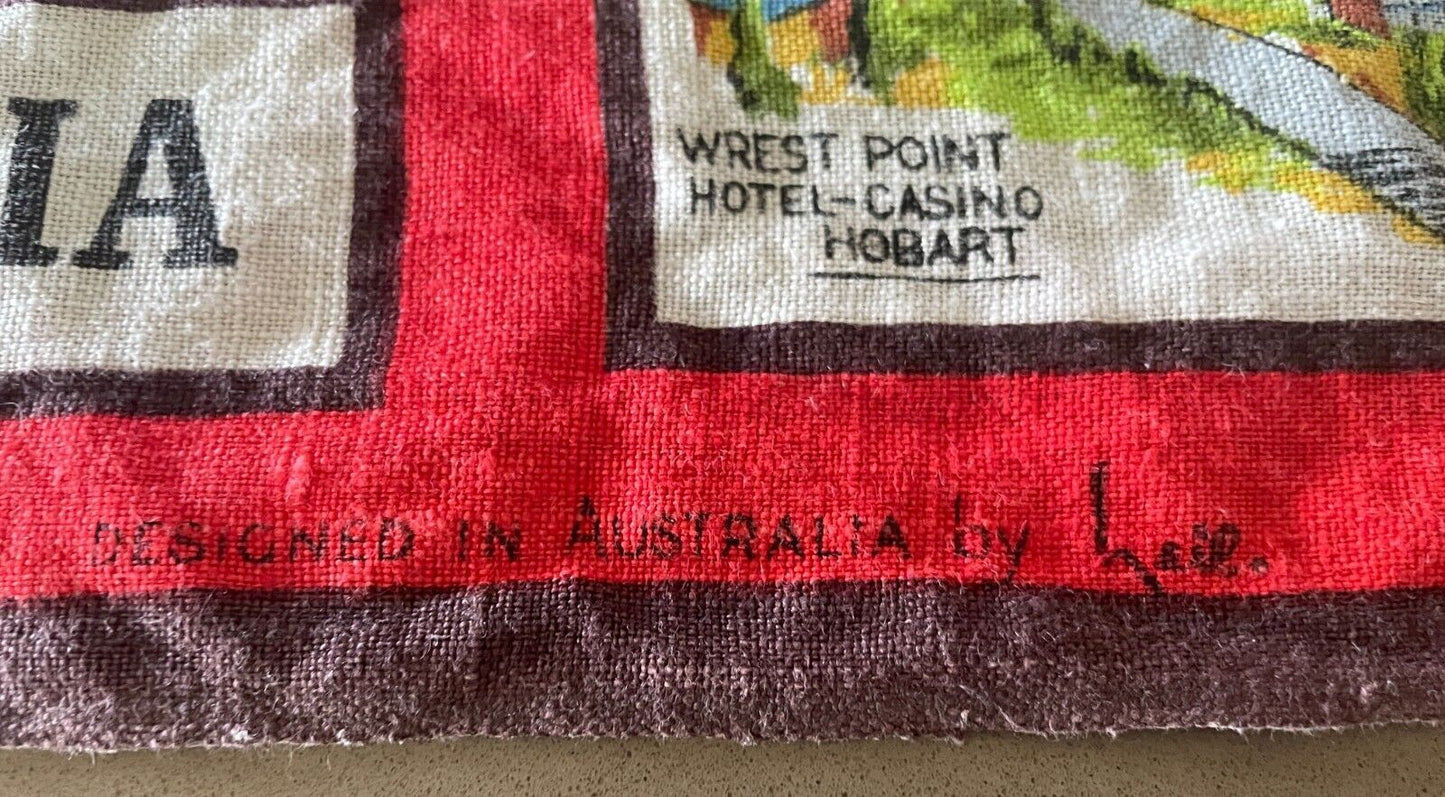 IA
WREST POINT
HOTEL-CASINO
HOBART
DESIGNED IN AUSTRALIA by